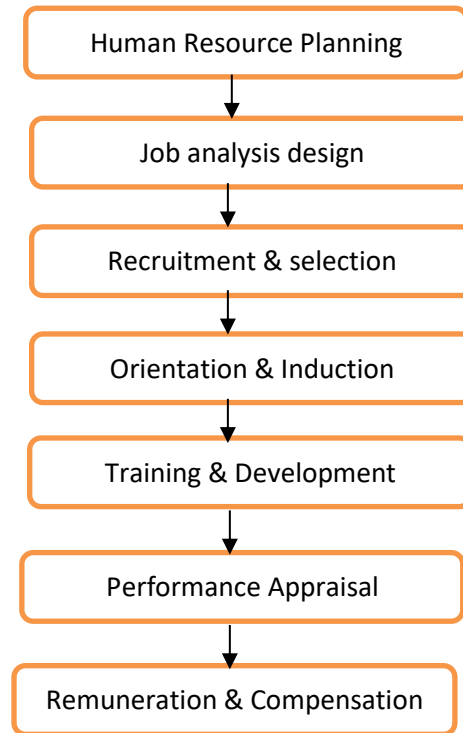 Human Resource Planning
Job analysis design
Recruitment & selection
Orientation & Induction
Training & Development
Performance Appraisal
Remuneration & Compensation